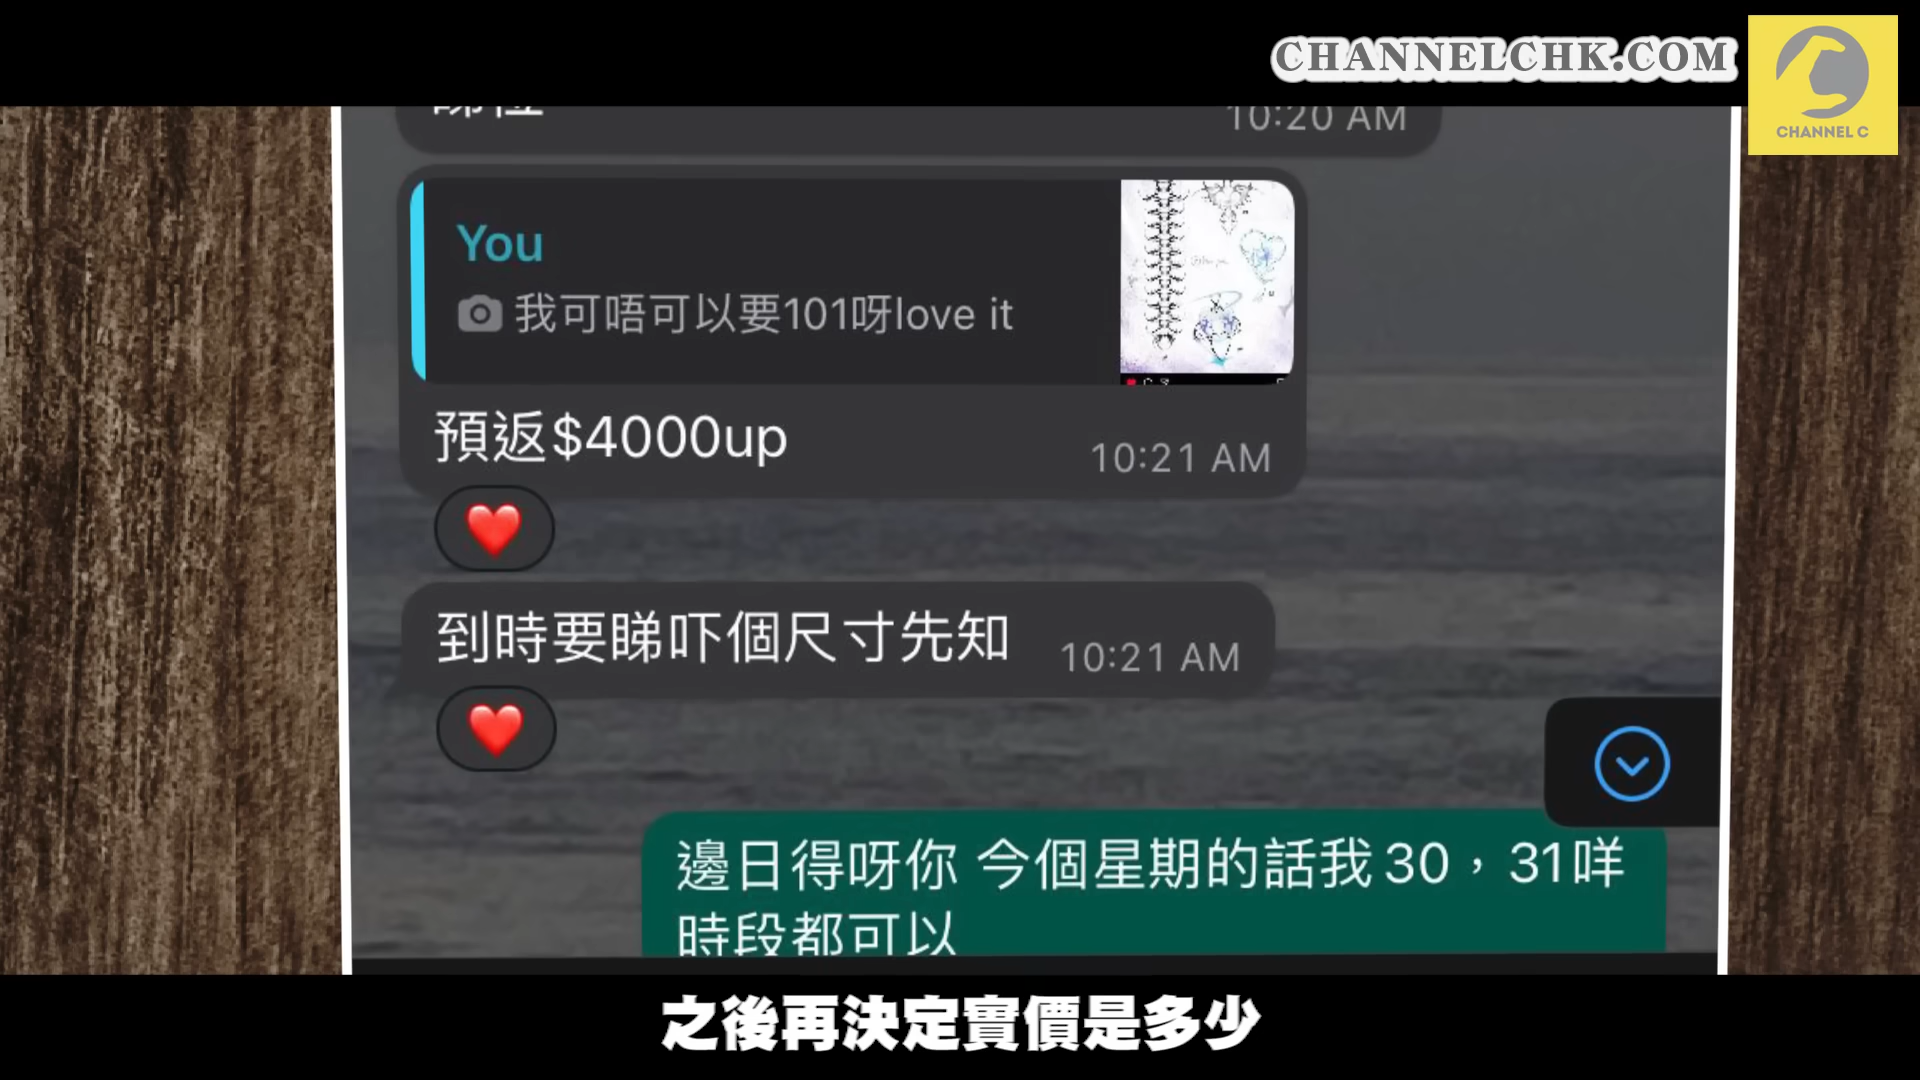 CHANNELCHK.COM
CHANNEL C
10:20 AM
You
我可唔可以要101呀love it
預返$4000up
10:21 AM
到時要睇吓個尺寸先知
10:21 AM
邊日得呀你 今個星期的話我30，31咩
時段都可以
之後再決定實價是多少